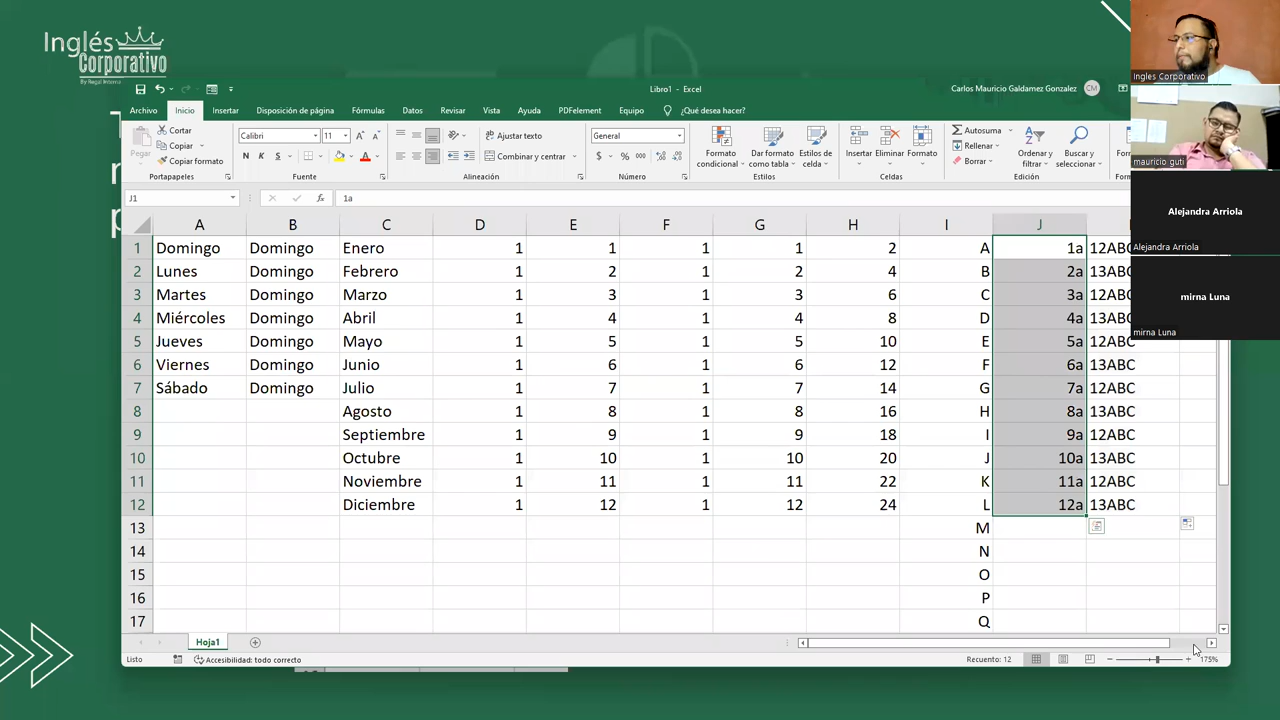 Inglés
Corporativo
By Regal Interno
Libro1 - Excel
Carlos Mauricio Galdamez Gonzalez CM
Archivo Inicio Insertar Disposición de página Fórmulas Datos Revisar Vista Ayuda PDFelement Equipo ¿Qué desea hacer?
Pegar
Cortar
Copiar
Copiar formato
Portapapeles
Calibri 11
N K S
Fuente
Ajustar texto
Combinar y centrar
Alineación
General
$ % 000
Número
Formato condicional
Dar formato como tabla
Estilos de celda
Estilos
Insertar Eliminar Formato
Celdas
Autosuma
Rellenar
Borrar
Ordenar y filtrar
Buscar y seleccionar
Edición
J1 fx 1a
A B C D E F G H I J
1 Domingo Domingo Enero 1 1 1 1 2 A 1a 12ABC
2 Lunes Domingo Febrero 1 2 1 2 4 B 2a 13ABC
3 Martes Domingo Marzo 1 3 1 3 6 C 3a 12ABC
4 Miércoles Domingo Abril 1 4 1 4 8 D 4a 13ABC
5 Jueves Domingo Mayo 1 5 1 5 10 E 5a 12ABC
6 Viernes Domingo Junio 1 6 1 6 12 F 6a 13ABC
7 Sábado Domingo Julio 1 7 1 7 14 G 7a 12ABC
8 Agosto 1 8 1 8 16 H 8a 13ABC
9 Septiembre 1 9 1 9 18 I 9a 12ABC
10 Octubre 1 10 1 10 20 J 10a 13ABC
11 Noviembre 1 11 1 11 22 K 11a 12ABC
12 Diciembre 1 12 1 12 24 L 12a 13ABC
13 M
14 N
15 O
16 P
17 Q
Hoja1
Listo Accesibilidad: todo correcto Recuento: 12 175%
Ingles Corporativo
mauricio guti
Alejandra Arriola
Alejandra Arriola
mirna Luna
mirna Luna